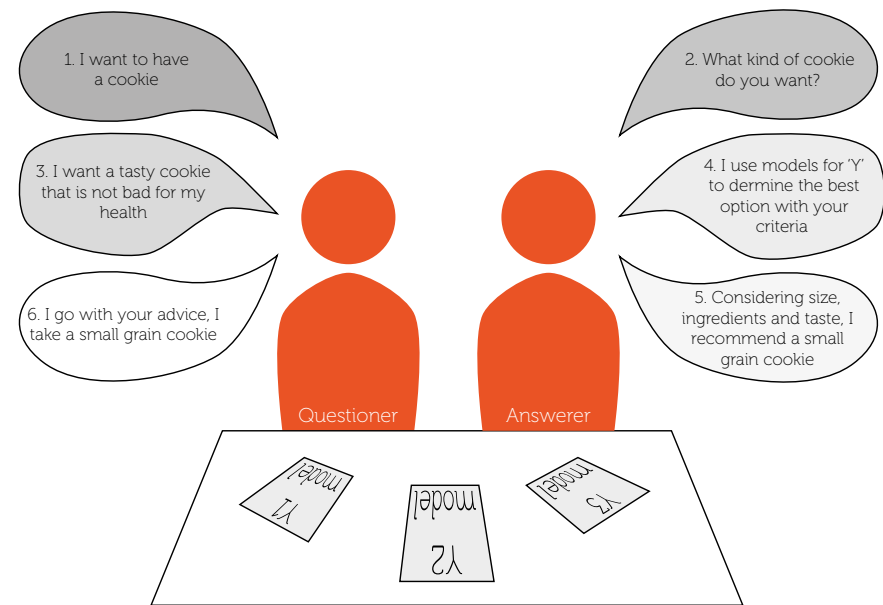 1. I want to have
a cookie
2. What kind of cookie
do you want?
3. I want a tasty cookie
that is not bad for my
health
4. I use models for ‘Y’
to dermine the best
option with your
criteria
6. I go with your advice, I
take a small grain cookie
5. Considering size,
ingredients and taste, I
recommend a small
grain cookie
Questioner
Answerer
Y1
model
Y2
model
Y3
model